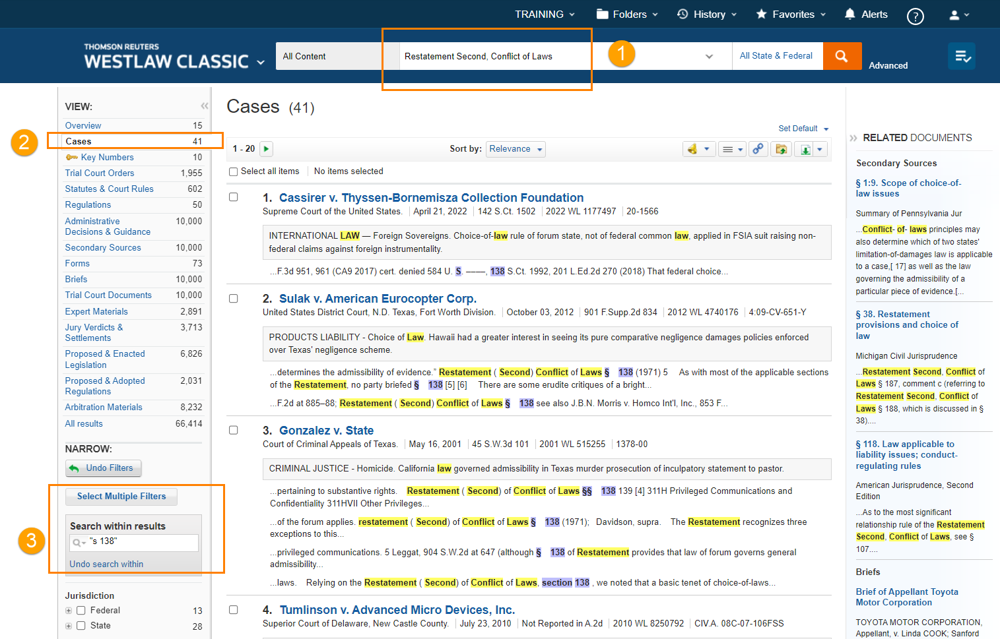 TRAINING Folders History Favorites Alerts ?
THOMSON REUTERS
WESTLAW CLASSIC
All Content
Restatement Second, Conflict of Laws
1
All State & Federal
Advanced
VIEW:
Overview 15
2
Cases 41
Key Numbers 10
Trial Court Orders 1,955
Statutes & Court Rules 602
Regulations 50
Administrative 10,000
Decisions & Guidance
Secondary Sources 10,000
Forms 73
Briefs 10,000
Trial Court Documents 10,000
Expert Materials 2,891
Jury Verdicts & 3,713
Settlements
Proposed & Enacted 6,826
Legislation
Proposed & Adopted 2,031
Regulations
Arbitration Materials 8,232
All results 66,414
NARROW:
Undo Filters
Select Multiple Filters
3
Search within results
"s 138"
Undo search within
Jurisdiction
Federal 13
State 28
Cases (41)
Set Default
1 - 20
Sort by: Relevance
Select all items No items selected
1. Cassirer v. Thyssen-Bornemisza Collection Foundation
Supreme Court of the United States. April 21, 2022 142 S.Ct. 1502 2022 WL 1177497 20-1566
INTERNATIONAL LAW — Foreign Sovereigns. Choice-of-law rule of forum state, not of federal common law, applied in FSIA suit raising non-
federal claims against foreign instrumentality.
...F.3d 951, 961 (CA9 2017) cert. denied 584 U. S. ––––, 138 S.Ct. 1992, 201 L.Ed.2d 270 (2018) That federal choice...
2. Sulak v. American Eurocopter Corp.
United States District Court, N.D. Texas, Fort Worth Division. October 03, 2012 901 F.Supp.2d 834 2012 WL 4740176 4:09-CV-651-Y
PRODUCTS LIABILITY - Choice of Law. Hawaii had a greater interest in seeing its pure comparative negligence damages policies enforced
over Texas' negligence scheme.
...determines the admissibility of evidence.” Restatement ( Second) Conflict of Laws § 138 (1971) 5 As with most of the applicable sections
of the Restatement, no party briefed § 138 [5] [6] There are some erudite critiques of a bright...
...F.2d at 885–88; Restatement ( Second) Conflict of Laws § 138 see also J.B.N. Morris v. Homco Int'l, Inc., 853 F...
3. Gonzalez v. State
Court of Criminal Appeals of Texas. May 16, 2001 45 S.W.3d 101 2001 WL 515255 1378-00
CRIMINAL JUSTICE - Homicide. California law governed admissibility in Texas murder prosecution of inculpatory statement to pastor.
...pertaining to substantive rights. Restatement ( Second) of Conflict of Laws §§ 138 139 [4] 311H Privileged Communications and
Confidentiality 311HVII Other Privileges...
...of the forum applies. restatement ( Second) of Conflict of Laws § 138 (1971); Davidson, supra. The Restatement recognizes three
exceptions to this...
...privileged communications. 5 Leggat, 904 S.W.2d at 647 (although § 138 of Restatement provides that law of forum governs general
admissibility...
...laws. Relying on the Restatement ( Second) of Conflict of Laws, section 138 , we noted that a basic tenet of choice-of-laws...
4. Tumlinson v. Advanced Micro Devices, Inc.
Superior Court of Delaware, New Castle County. July 23, 2010 Not Reported in A.2d 2010 WL 8250792 CIV.A. 08C-07-106FSS
RELATED DOCUMENTS
Secondary Sources
§ 1:9. Scope of choice-of-
law issues
Summary of Pennsylvania Jur
...Conflict- of- laws principles may
also determine which of two states'
limitation-of-damages law is applicable
to a case,[ 17] as well as the law
governing the admissibility of a
particular piece of evidence.[...
§ 38. Restatement
provisions and choice of
law
Michigan Civil Jurisprudence
...Restatement Second, Conflict of
Laws § 187, comment c (referring to
Restatement Second, Conflict of
Laws § 188, which is discussed in §
38)....
§ 118. Law applicable to
liability issues; conduct-
regulating rules
American Jurisprudence, Second
Edition
...As to the most significant
relationship rule of the Restatement
Second, Conflict of Laws, see §
107....
Briefs
Brief of Appellant Toyota
Motor Corporation
TOYOTA MOTOR CORPORATION,
Appellant, v. Linda COOK; Sanford